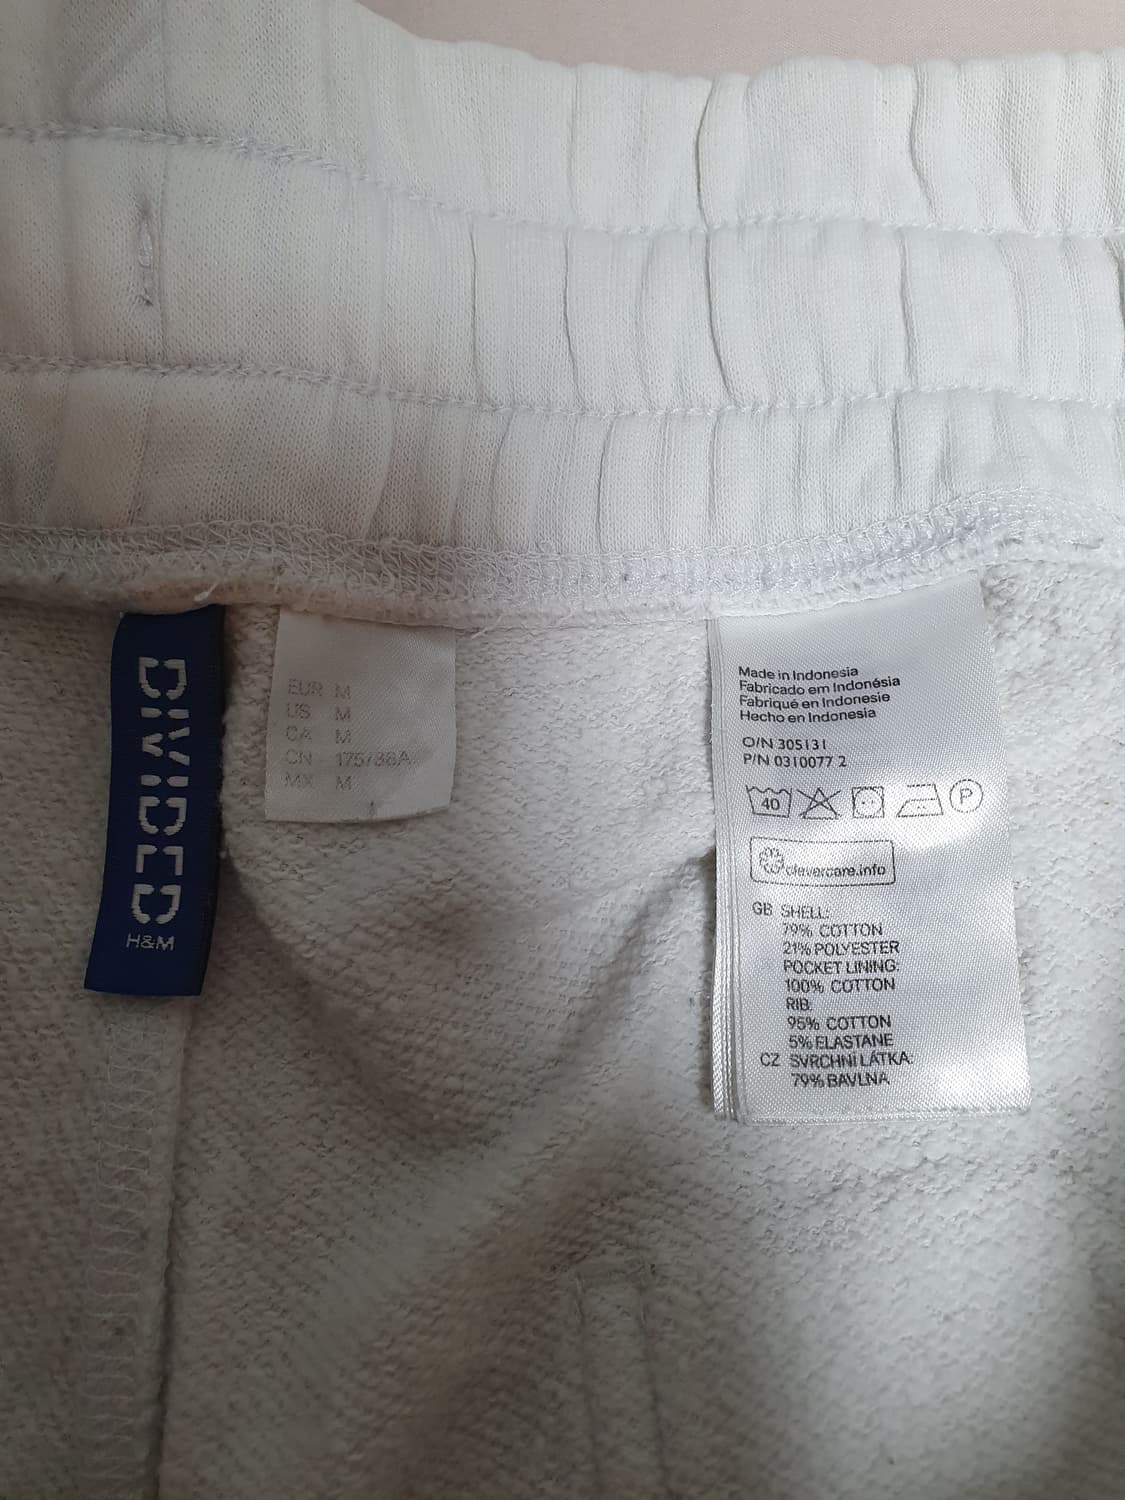 DIVIDED
H&M
EUR M
US M
CA M
CN 175/88A
MX M
Made in Indonesia
Fabricado em Indonésia
Fabriqué en Indonesie
Hecho en Indonesia
O/N 305131
P/N 0310077 2
40 P
clevercare.info
GB SHELL:
79% COTTON
21% POLYESTER
POCKET LINING:
100% COTTON
RIB:
95% COTTON
5% ELASTANE
CZ SVRCHNI LÁTKA:
79% BAVLNA